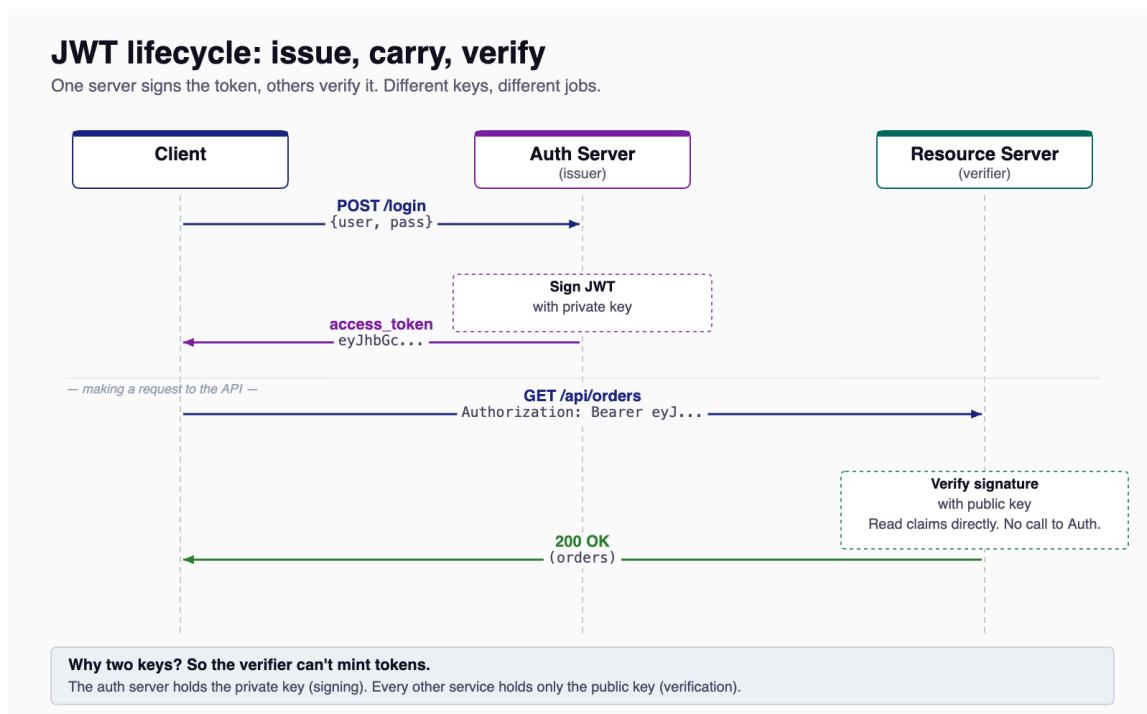 JWT lifecycle: issue, carry, verify
One server signs the token, others verify it. Different keys, different jobs.
Client
Auth Server
(issuer)
Resource Server
(verifier)
POST /login
{user, pass}
Sign JWT
with private key
access_token
eyJhbGc...
— making a request to the API —
GET /api/orders
Authorization: Bearer eyJ...
Verify signature
with public key
Read claims directly. No call to Auth.
200 OK
(orders)
Why two keys? So the verifier can't mint tokens.
The auth server holds the private key (signing). Every other service holds only the public key (verification).